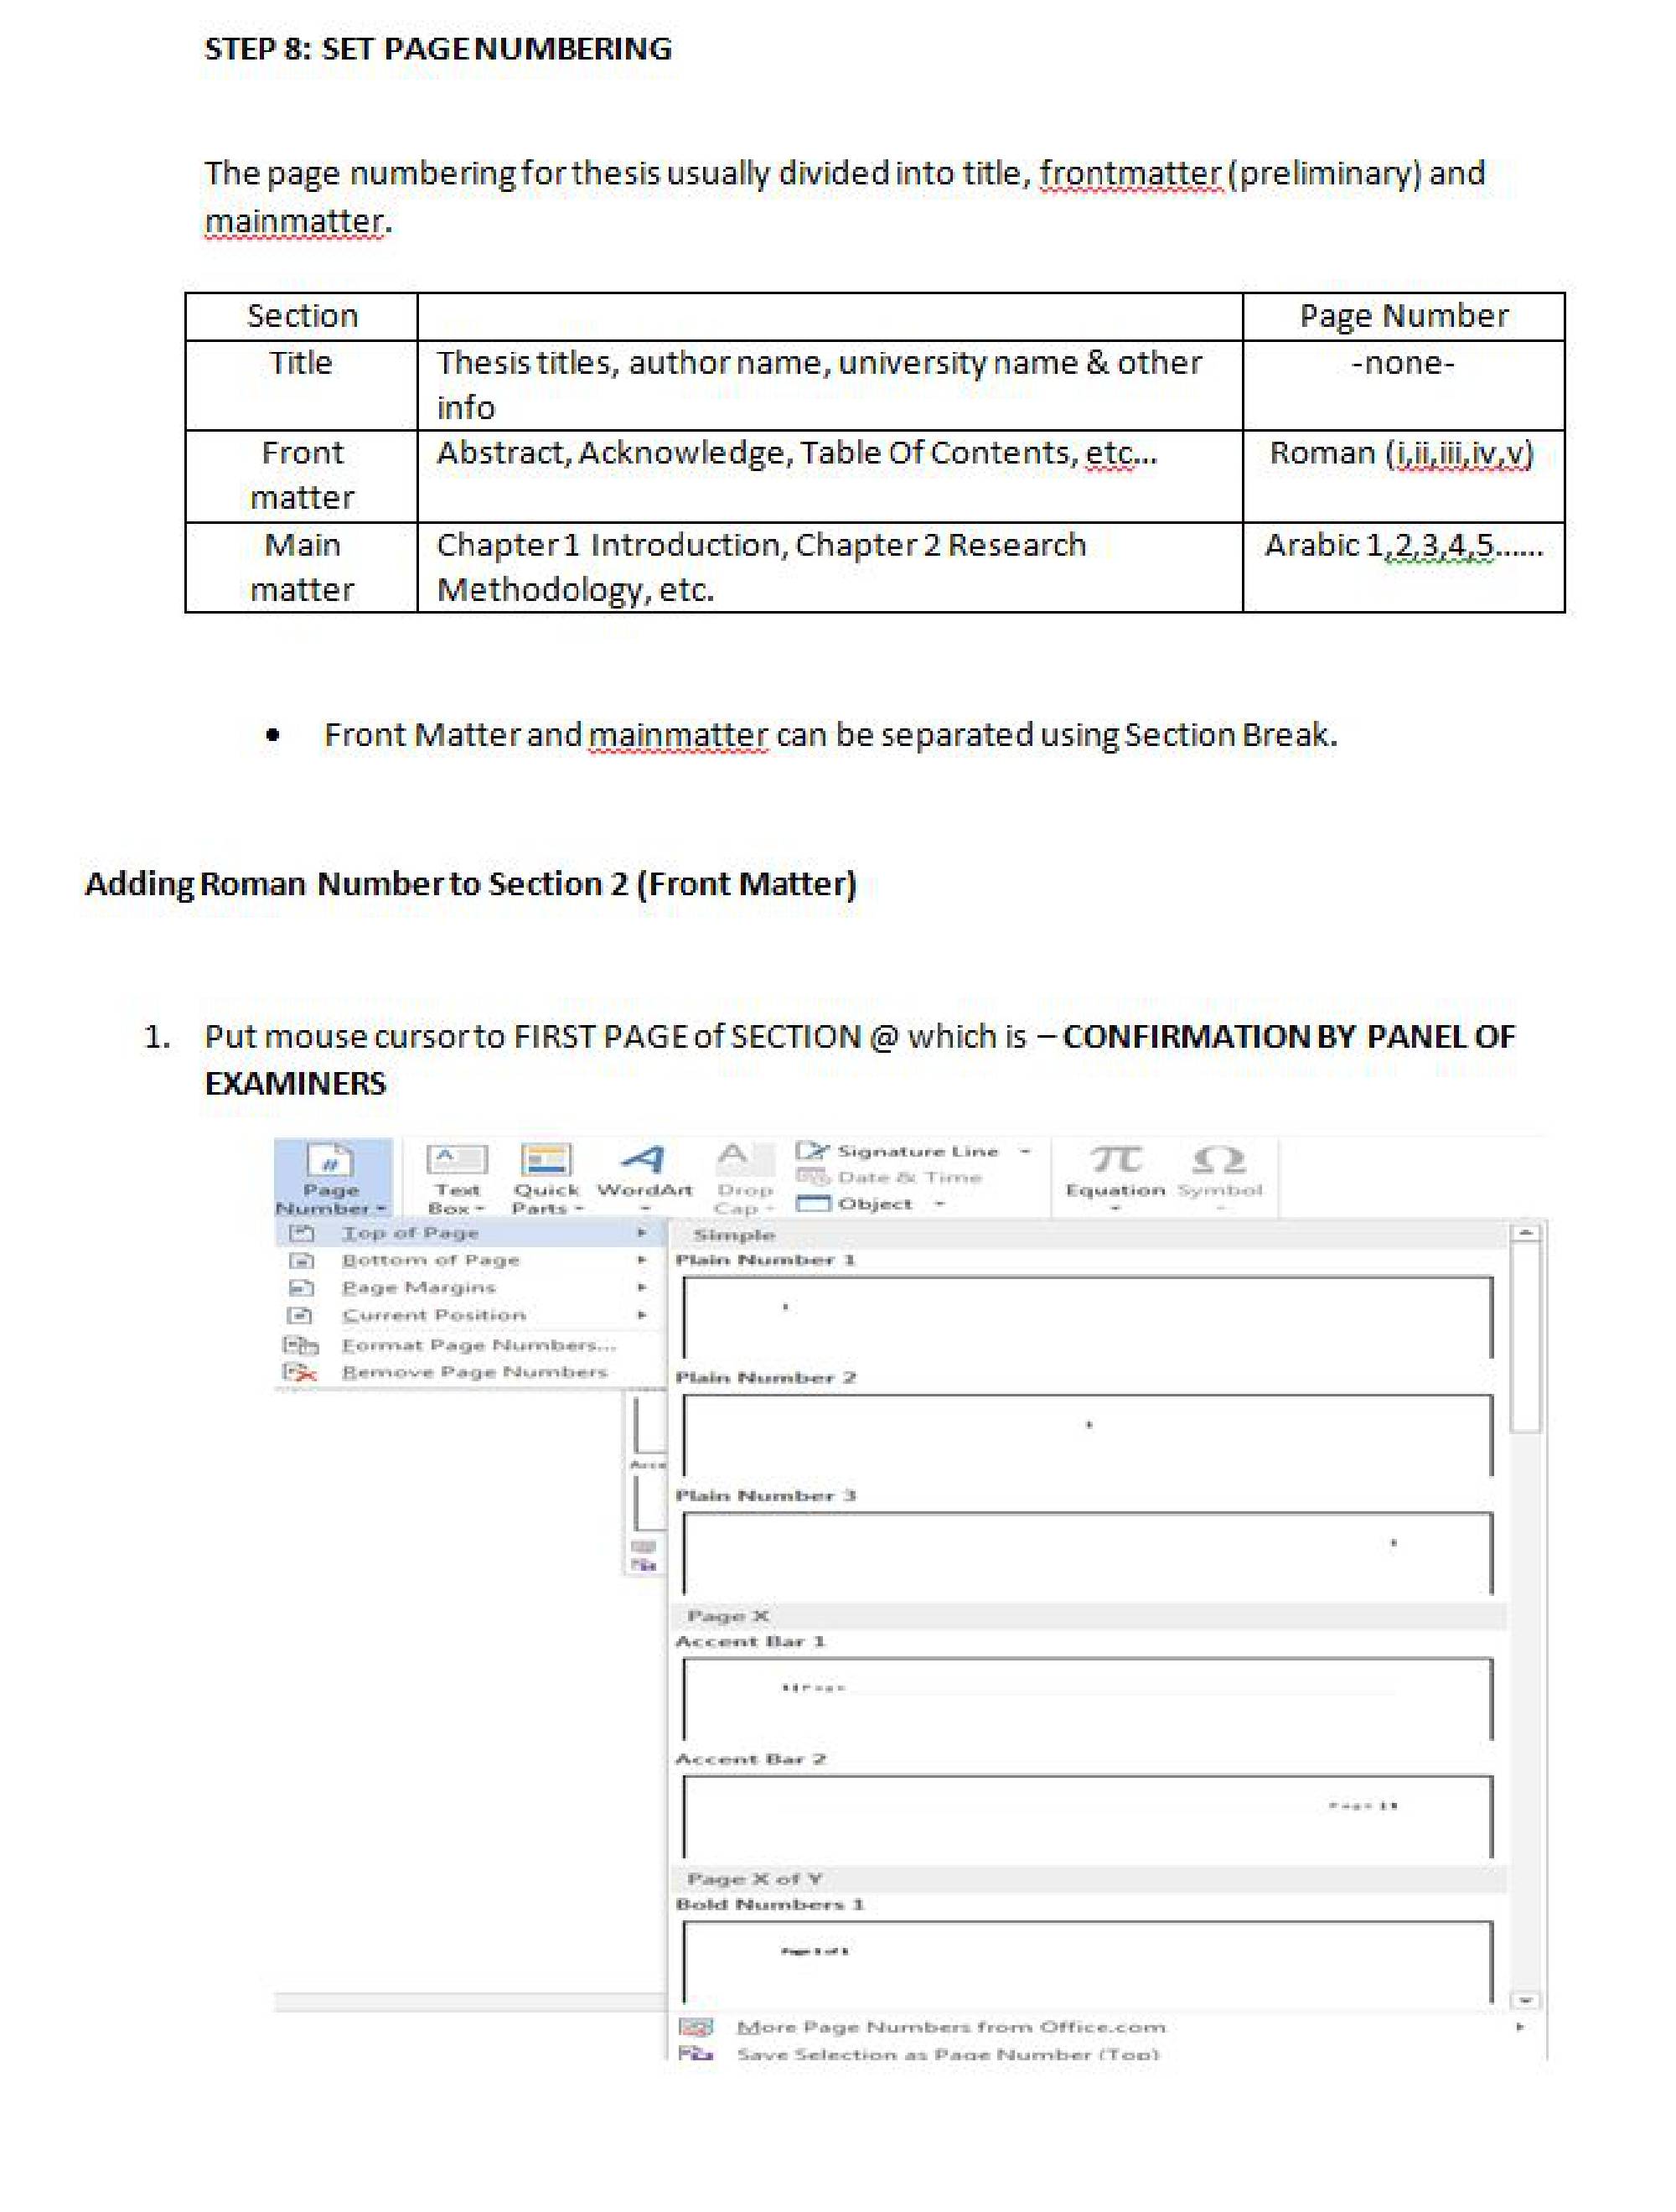 STEP 8: SET PAGE NUMBERING
The page numbering for thesis usually divided into title, frontmatter (preliminary) and
mainmatter.
Section Page Number
Title Thesis titles, author name, university name & other -none-
info
Front Abstract, Acknowledge, Table Of Contents, etc... Roman (i,ii,iii,iv,v)
matter
Main Chapter 1 Introduction, Chapter 2 Research Arabic 1,2,3,4,5......
matter Methodology, etc.
• Front Matter and mainmatter can be separated using Section Break.
Adding Roman Number to Section 2 (Front Matter)
1. Put mouse cursor to FIRST PAGE of SECTION @ which is – CONFIRMATION BY PANEL OF
EXAMINERS
Signature Line
Date & Time
Page Text Quick WordArt Drop Equation Symbol
Number Box Parts Cap Object
Top of Page Simple
Bottom of Page Plain Number 1
Page Margins
Current Position
Format Page Numbers...
Remove Page Numbers Plain Number 2
Plain Number 3
Page X
Accent Bar 1
Accent Bar 2
Page X of Y
Bold Numbers 1
Page 1 of 1
More Page Numbers from Office.com
Save Selection as Page Number (Top)